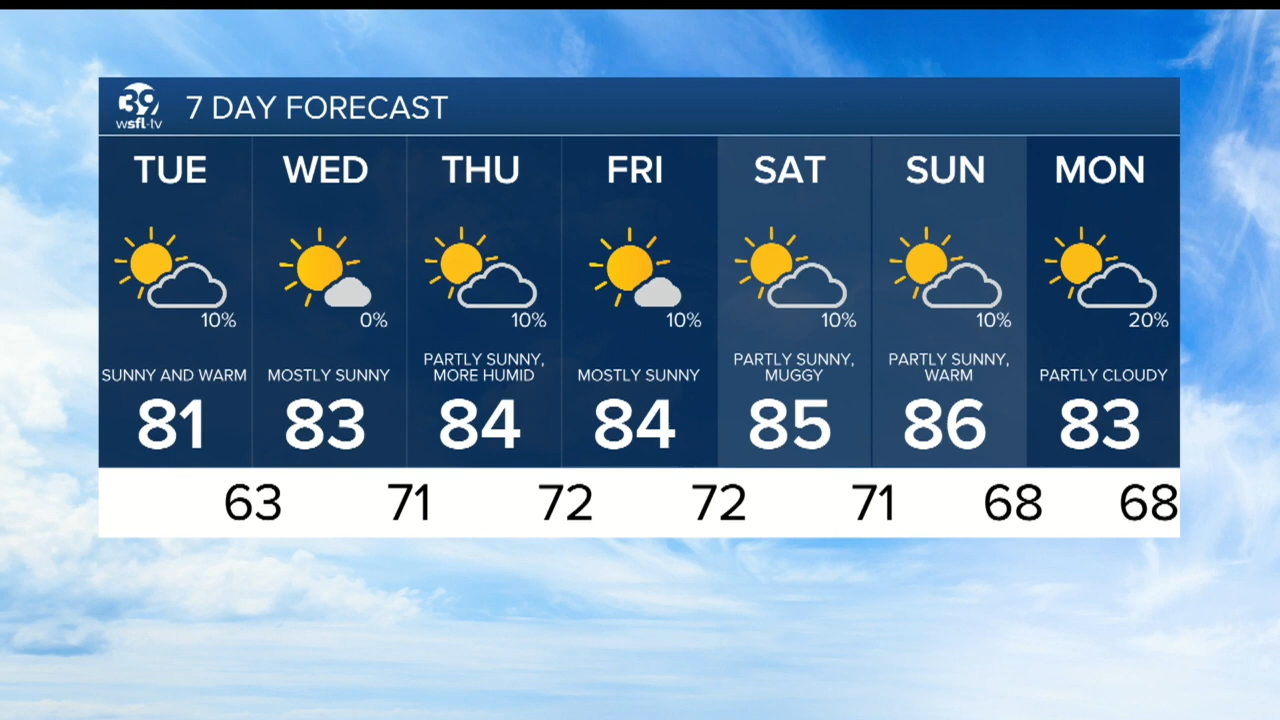 39
wsfl-tv
7 DAY FORECAST
TUE WED THU FRI SAT SUN MON
10% 0% 10% 10% 10% 10% 20%
SUNNY AND WARM
MOSTLY SUNNY
PARTLY SUNNY,
MORE HUMID
MOSTLY SUNNY
PARTLY SUNNY,
MUGGY
PARTLY SUNNY,
WARM
PARTLY CLOUDY
81 83 84 84 85 86 83
63 71 72 72 71 68 68